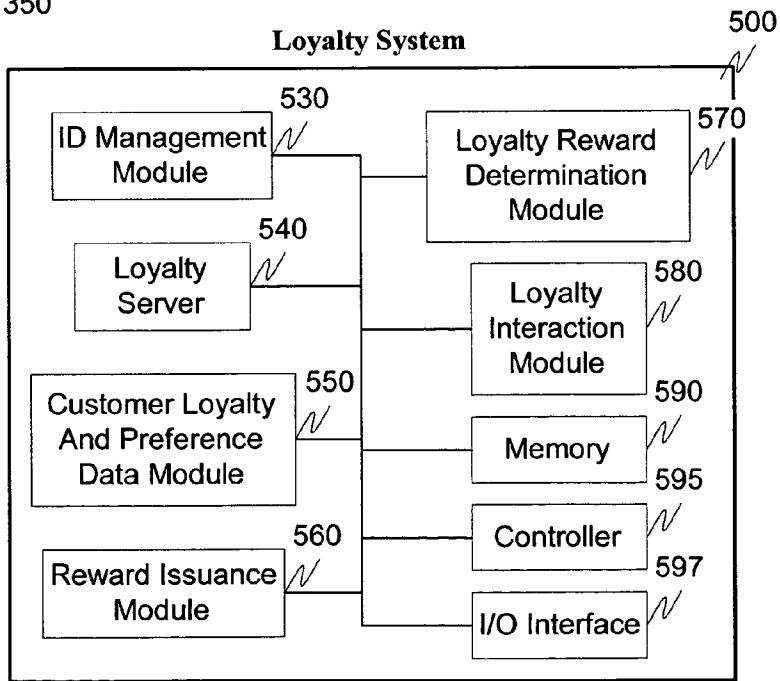 350
Loyalty System
500
530
ID Management
Module
570
Loyalty Reward
Determination
Module
540
Loyalty
Server
580
Loyalty
Interaction
Module
550
Customer Loyalty
And Preference
Data Module
590
Memory
595
Controller
560
Reward Issuance
Module
597
I/O Interface